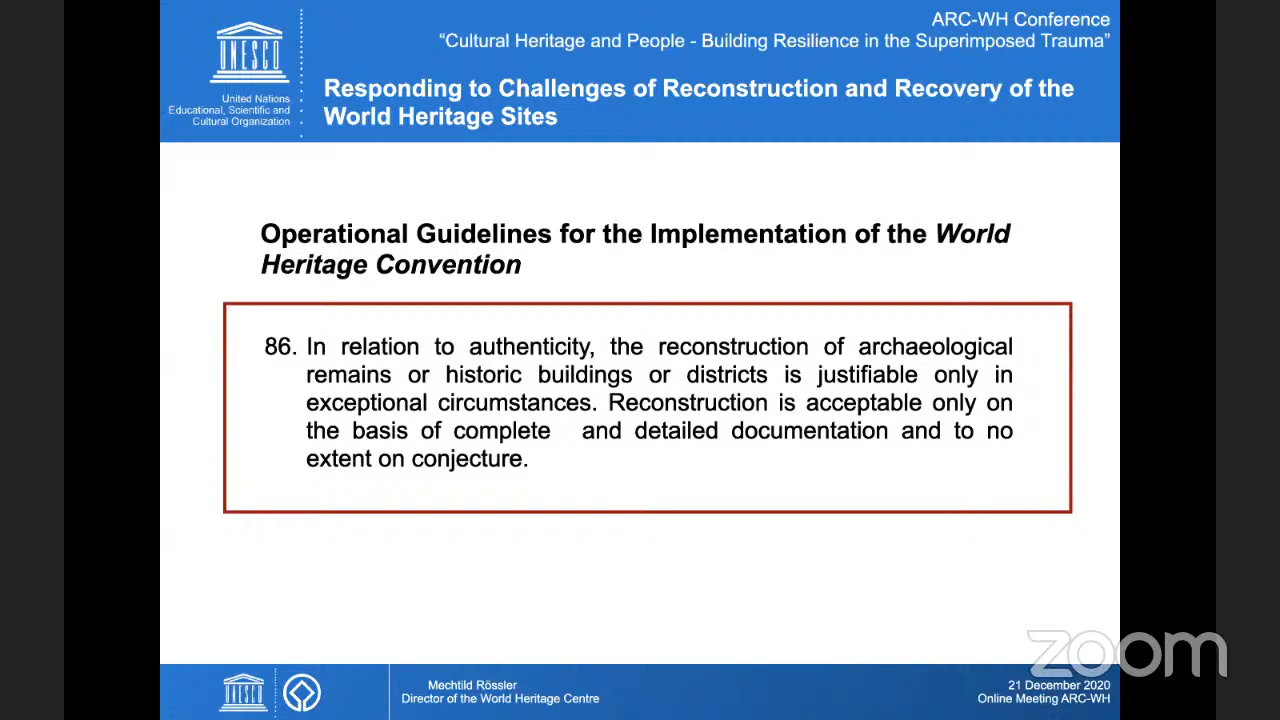 ARC-WH Conference
“Cultural Heritage and People - Building Resilience in the Superimposed Trauma”
UNESCO
United Nations
Educational, Scientific and
Cultural Organization
Responding to Challenges of Reconstruction and Recovery of the
World Heritage Sites
Operational Guidelines for the Implementation of the World
Heritage Convention
86. In relation to authenticity, the reconstruction of archaeological
remains or historic buildings or districts is justifiable only in
exceptional circumstances. Reconstruction is acceptable only on
the basis of complete and detailed documentation and to no
extent on conjecture.
zoom
UNESCO
Mechtild Rössler
Director of the World Heritage Centre
21 December 2020
Online Meeting ARC-WH